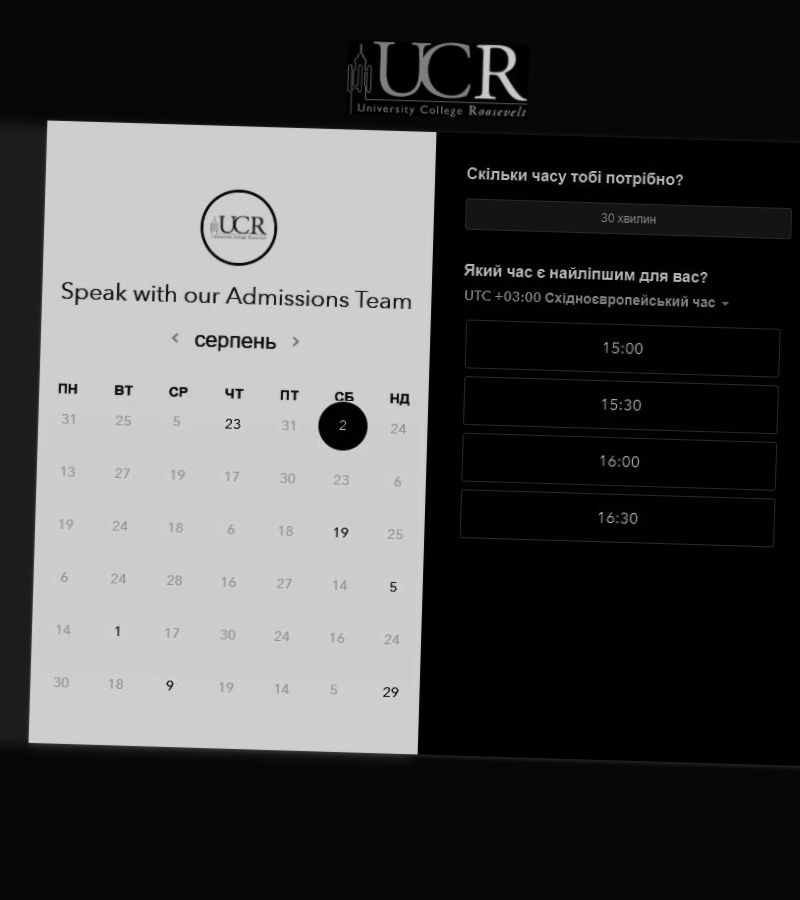 UCR
University College Roosevelt
UCR
Speak with our Admissions Team
серпень
ПН ВТ СР ЧТ ПТ СБ НД
31 25 5 23 31 2 24
13 27 19 17 30 23 6
19 24 18 6 18 19 25
6 24 28 16 27 14 5
14 1 17 30 24 16 24
30 18 9 19 14 5 29
Скільки часу тобі потрібно?
30 хвилин
Який час є найліпшим для вас?
UTC +03:00 Східноєвропейський час
15:00
15:30
16:00
16:30